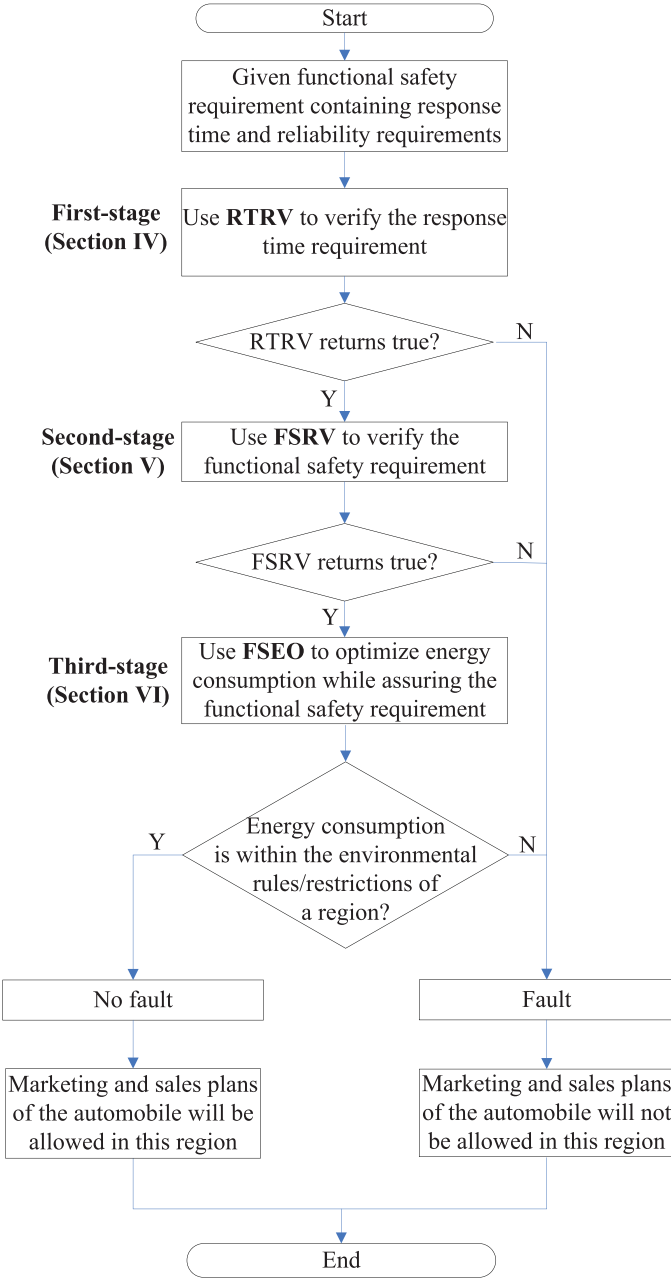 Start
Given functional safety
requirement containing response
time and reliability requirements
First-stage
(Section IV)
Use RTRV to verify the response
time requirement
RTRV returns true?
N
Y
Second-stage
(Section V)
Use FSRV to verify the
functional safety requirement
FSRV returns true?
N
Y
Third-stage
(Section VI)
Use FSEO to optimize energy
consumption while assuring the
functional safety requirement
Y
Energy consumption
is within the environmental
rules/restrictions of
a region?
N
No fault
Fault
Marketing and sales plans
of the automobile will be
allowed in this region
Marketing and sales plans
of the automobile will not
be allowed in this region
End